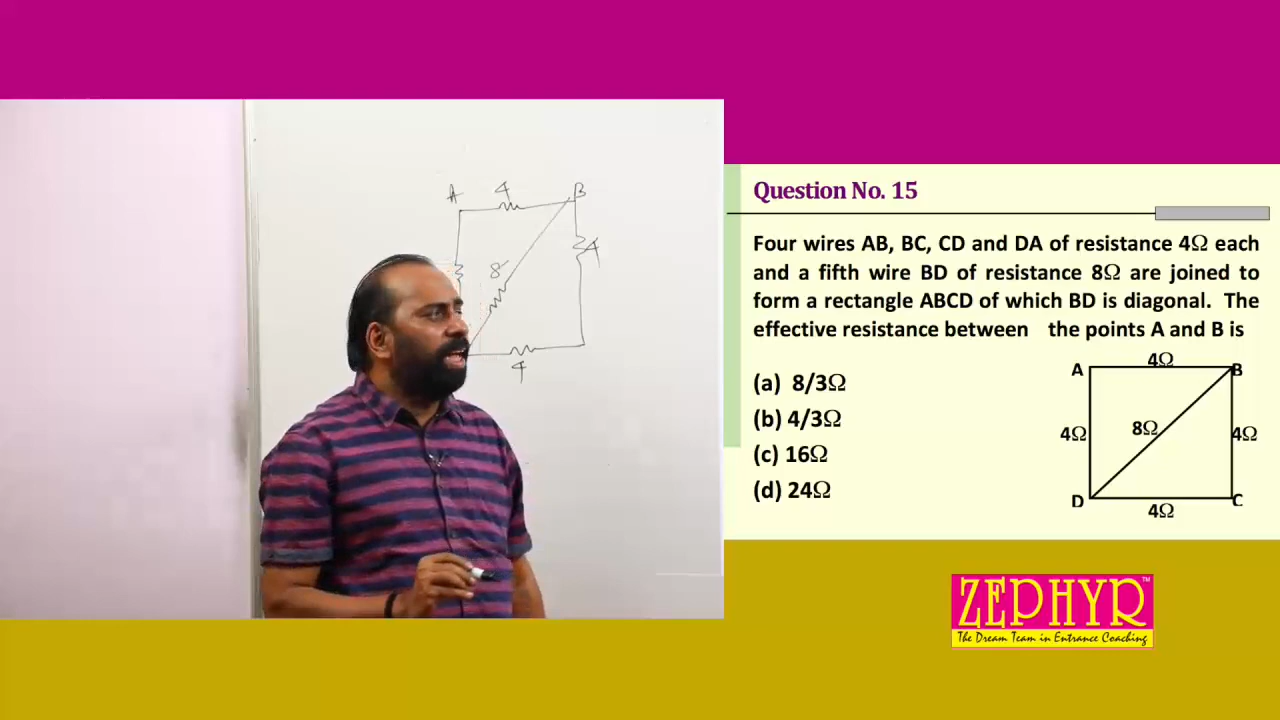 A 4 B
4
8
4
Question No. 15
Four wires AB, BC, CD and DA of resistance 4Ω each
and a fifth wire BD of resistance 8Ω are joined to
form a rectangle ABCD of which BD is diagonal. The
effective resistance between the points A and B is
(a) 8/3Ω
(b) 4/3Ω
(c) 16Ω
(d) 24Ω
4Ω
A B
8Ω
4Ω 4Ω
D C
4Ω
ZEPHYR™
The Dream Team in Entrance Coaching